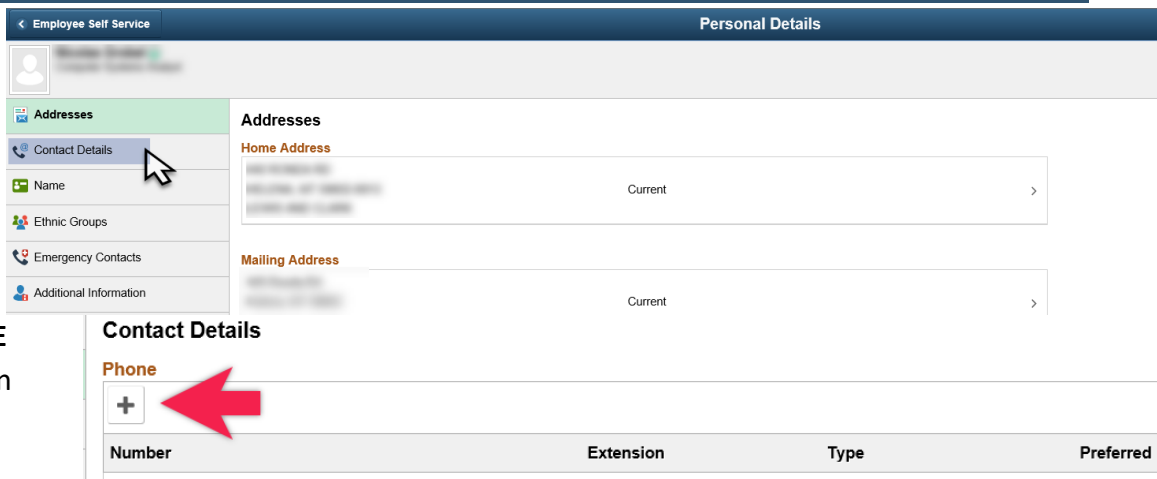 Employee Self Service
Personal Details
Addresses
Contact Details
Name
Ethnic Groups
Emergency Contacts
Additional Information
Addresses
Home Address
Current
Mailing Address
Current
Contact Details
Phone
Number Extension Type Preferred